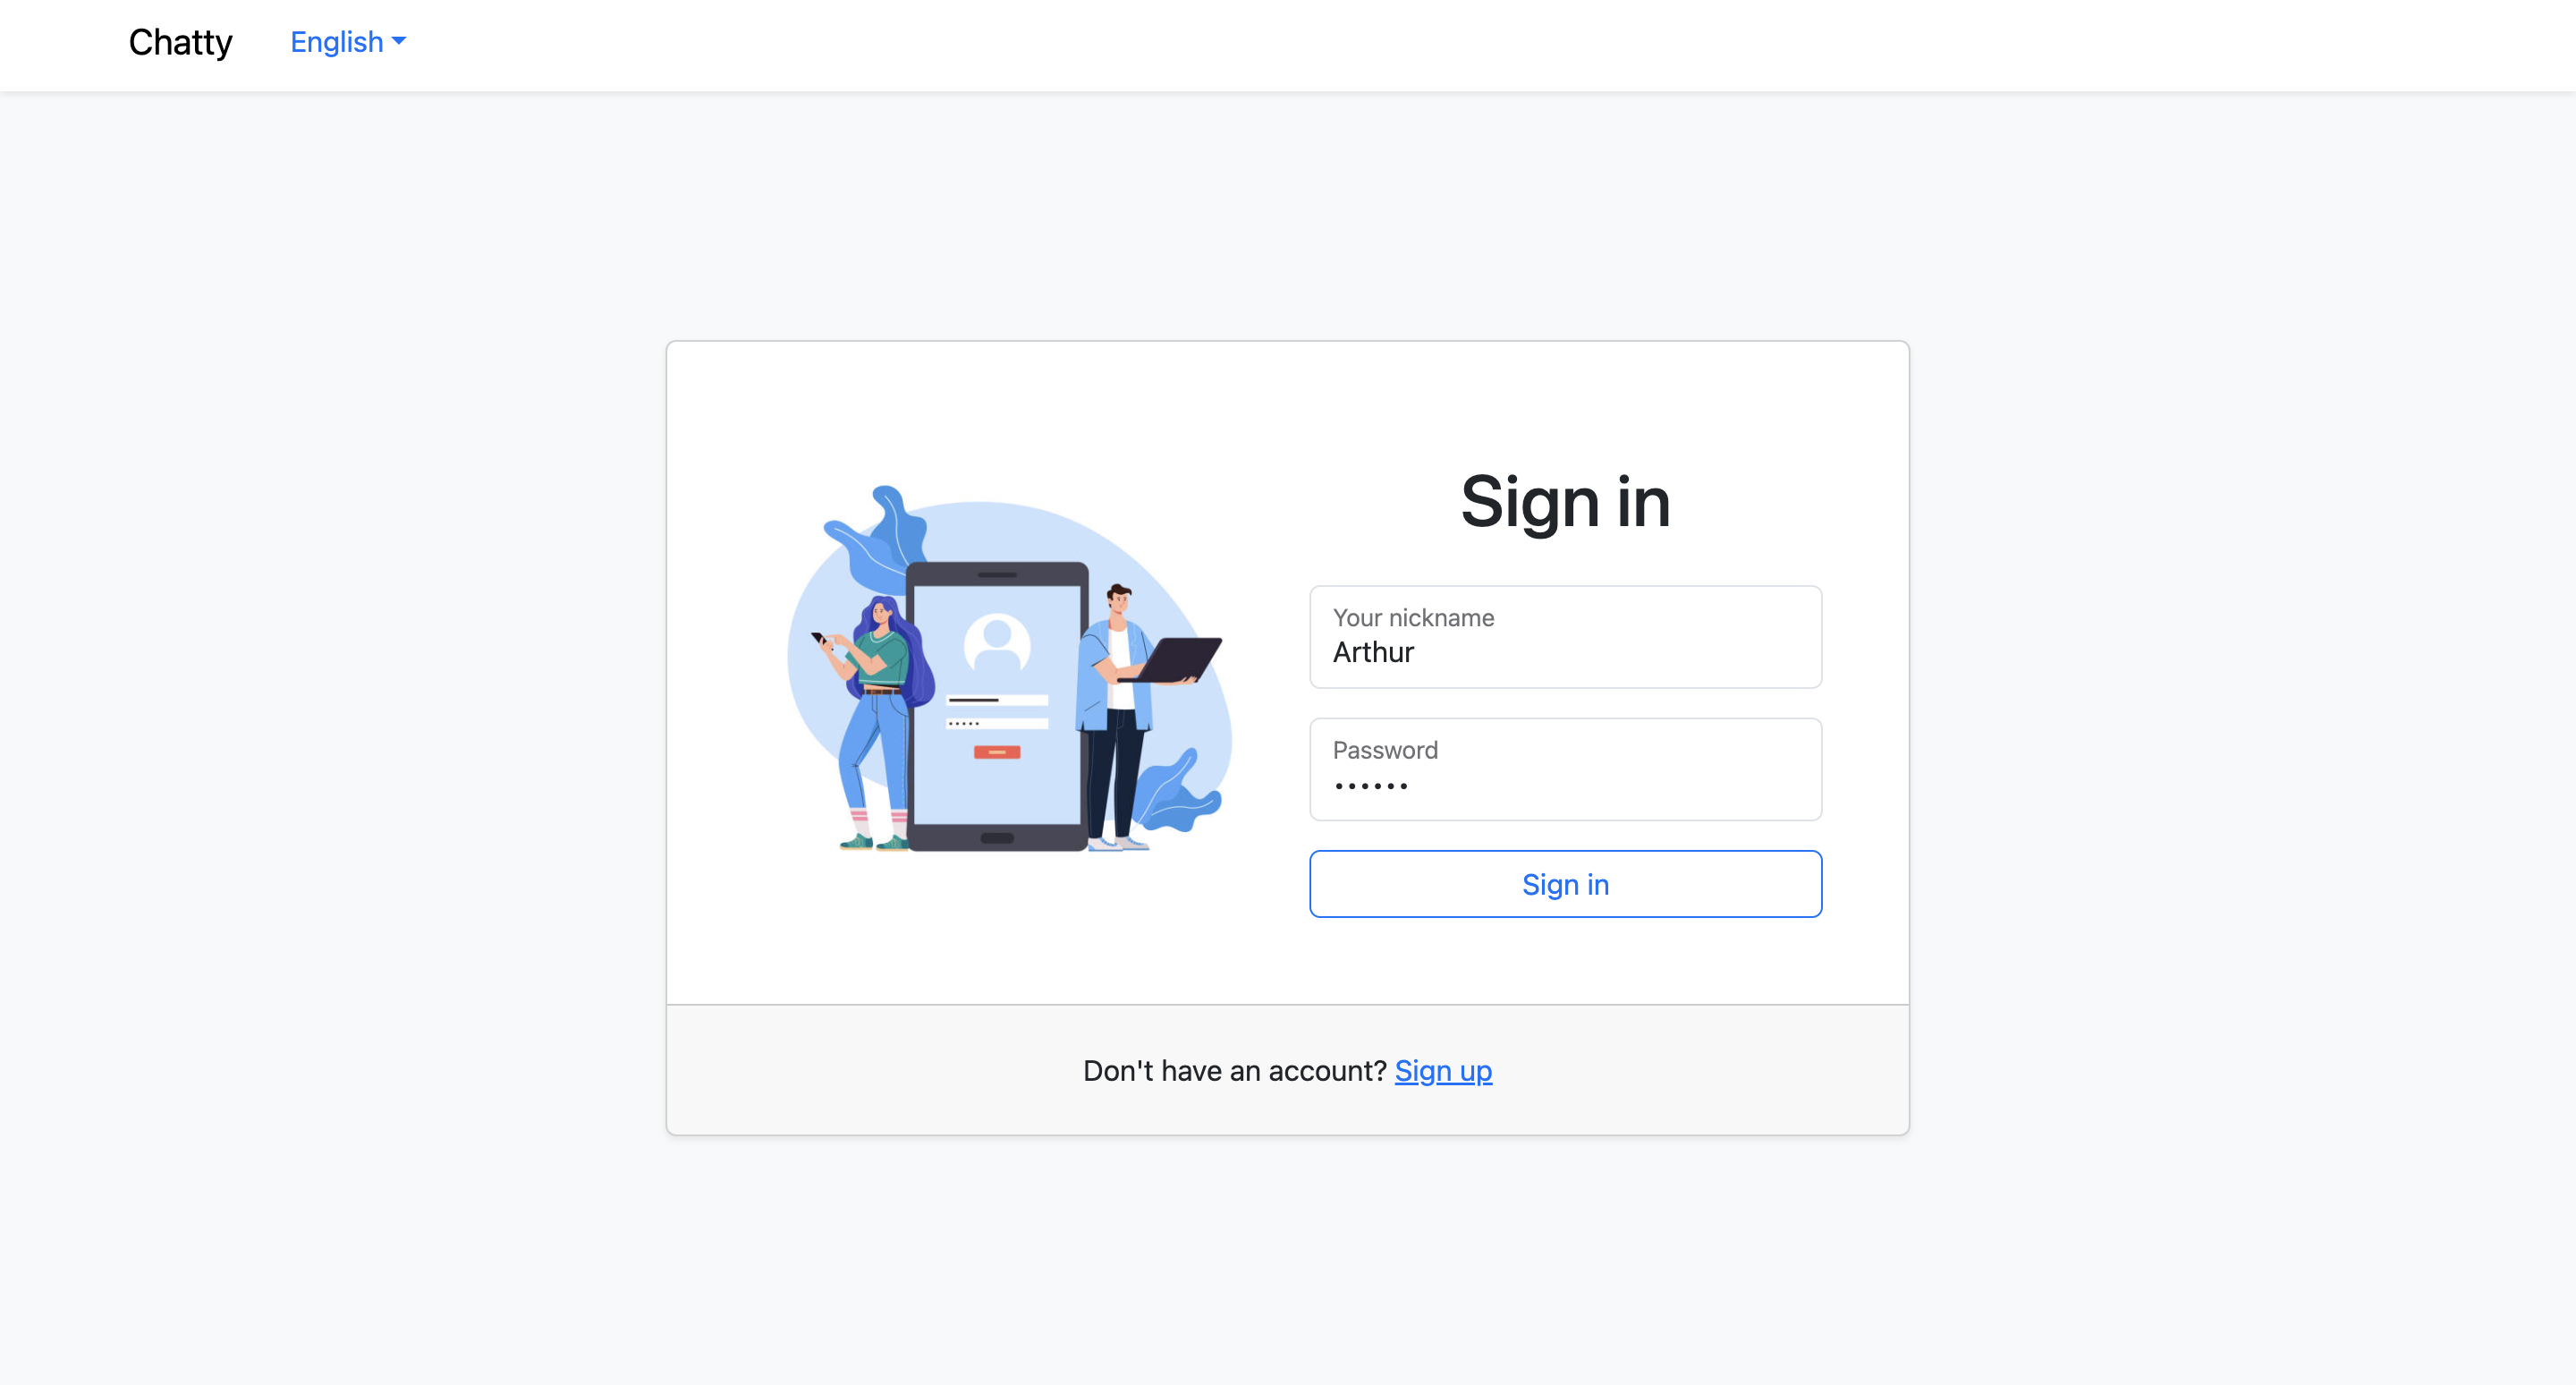 Chatty English
Sign in
Your nickname
Arthur
Password
••••••
Sign in
Don't have an account? Sign up